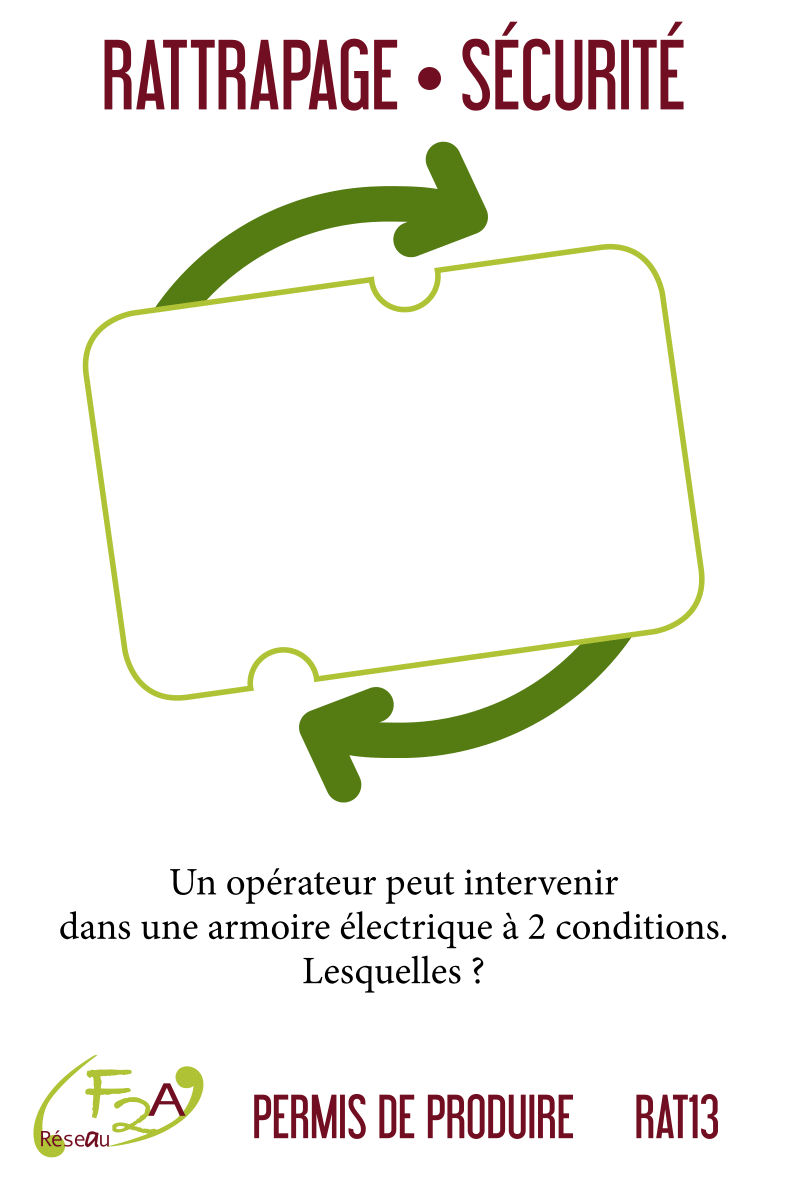 RATTRAPAGE • SÉCURITÉ
Un opérateur peut intervenir
dans une armoire électrique à 2 conditions.
Lesquelles ?
F2A
Réseau
PERMIS DE PRODUIRE RAT13